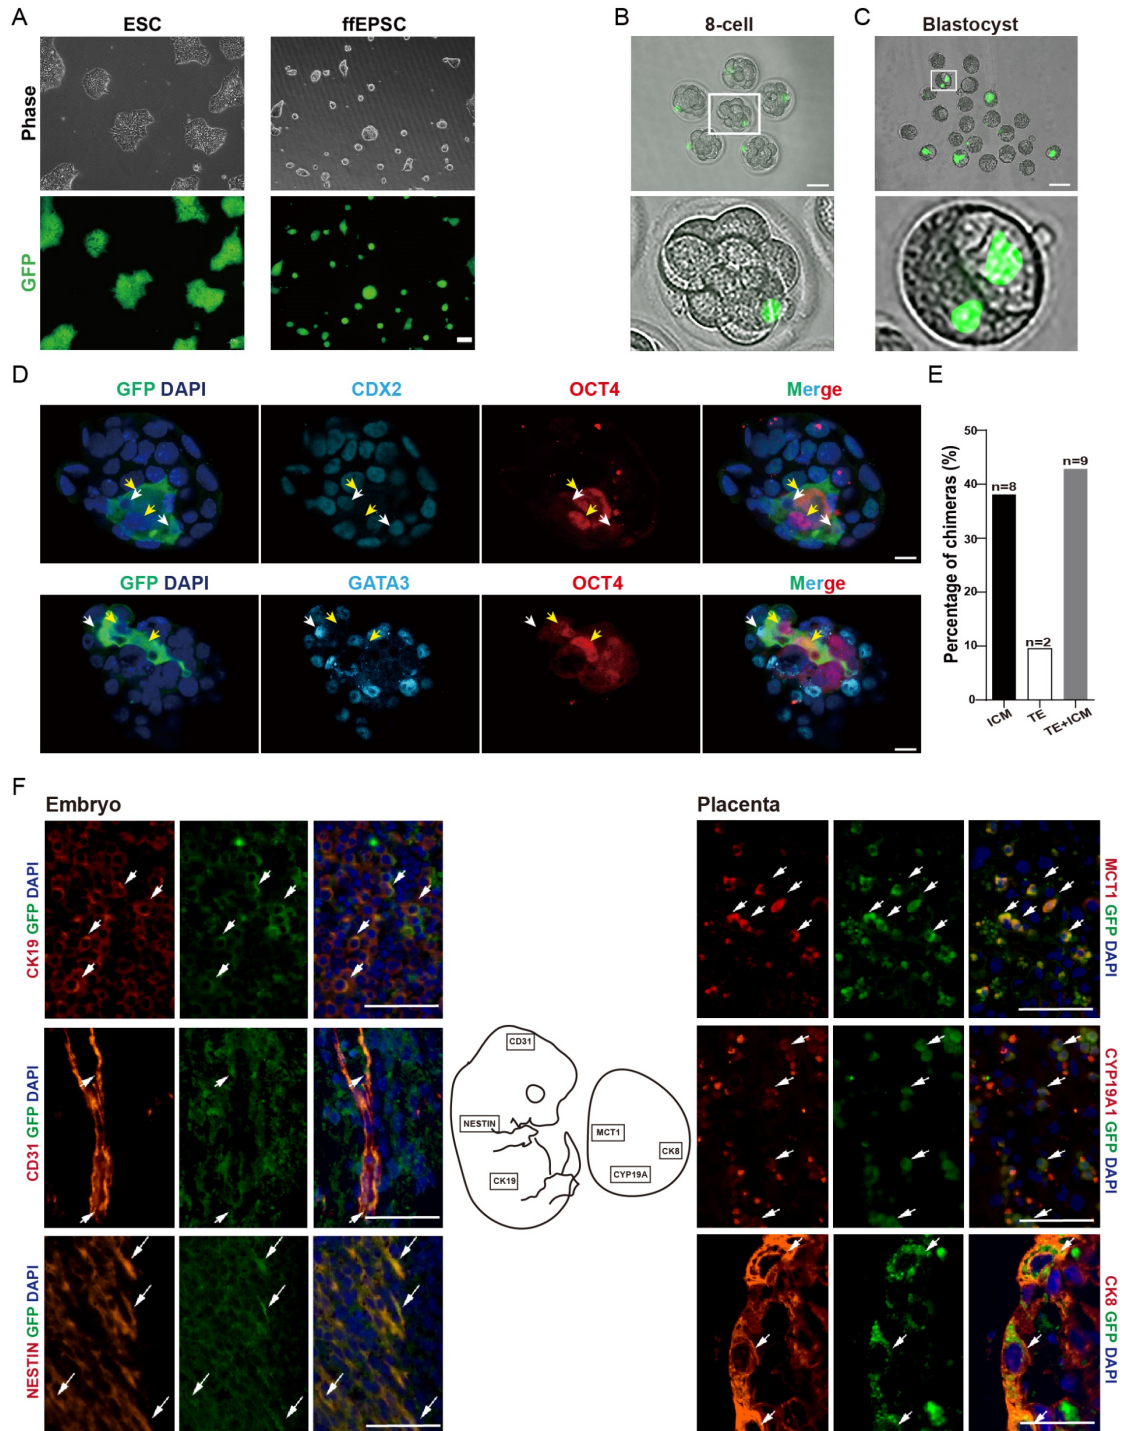 A
ESC
ffEPSC
Phase
GFP
B
8-cell
C
Blastocyst
D
GFP DAPI
CDX2
OCT4
Merge
GFP DAPI
GATA3
OCT4
Merge
E
Percentage of chimeras (%)
50
40
30
20
10
0
n=8
n=2
n=9
ICM
TE
TE+ICM
F
Embryo
CK19 GFP DAPI
CD31 GFP DAPI
NESTIN GFP DAPI
CD31
NESTIN
CK19
MCT1
CK8
CYP19A
Placenta
MCT1 GFP DAPI
CYP19A1 GFP DAPI
CK8 GFP DAPI